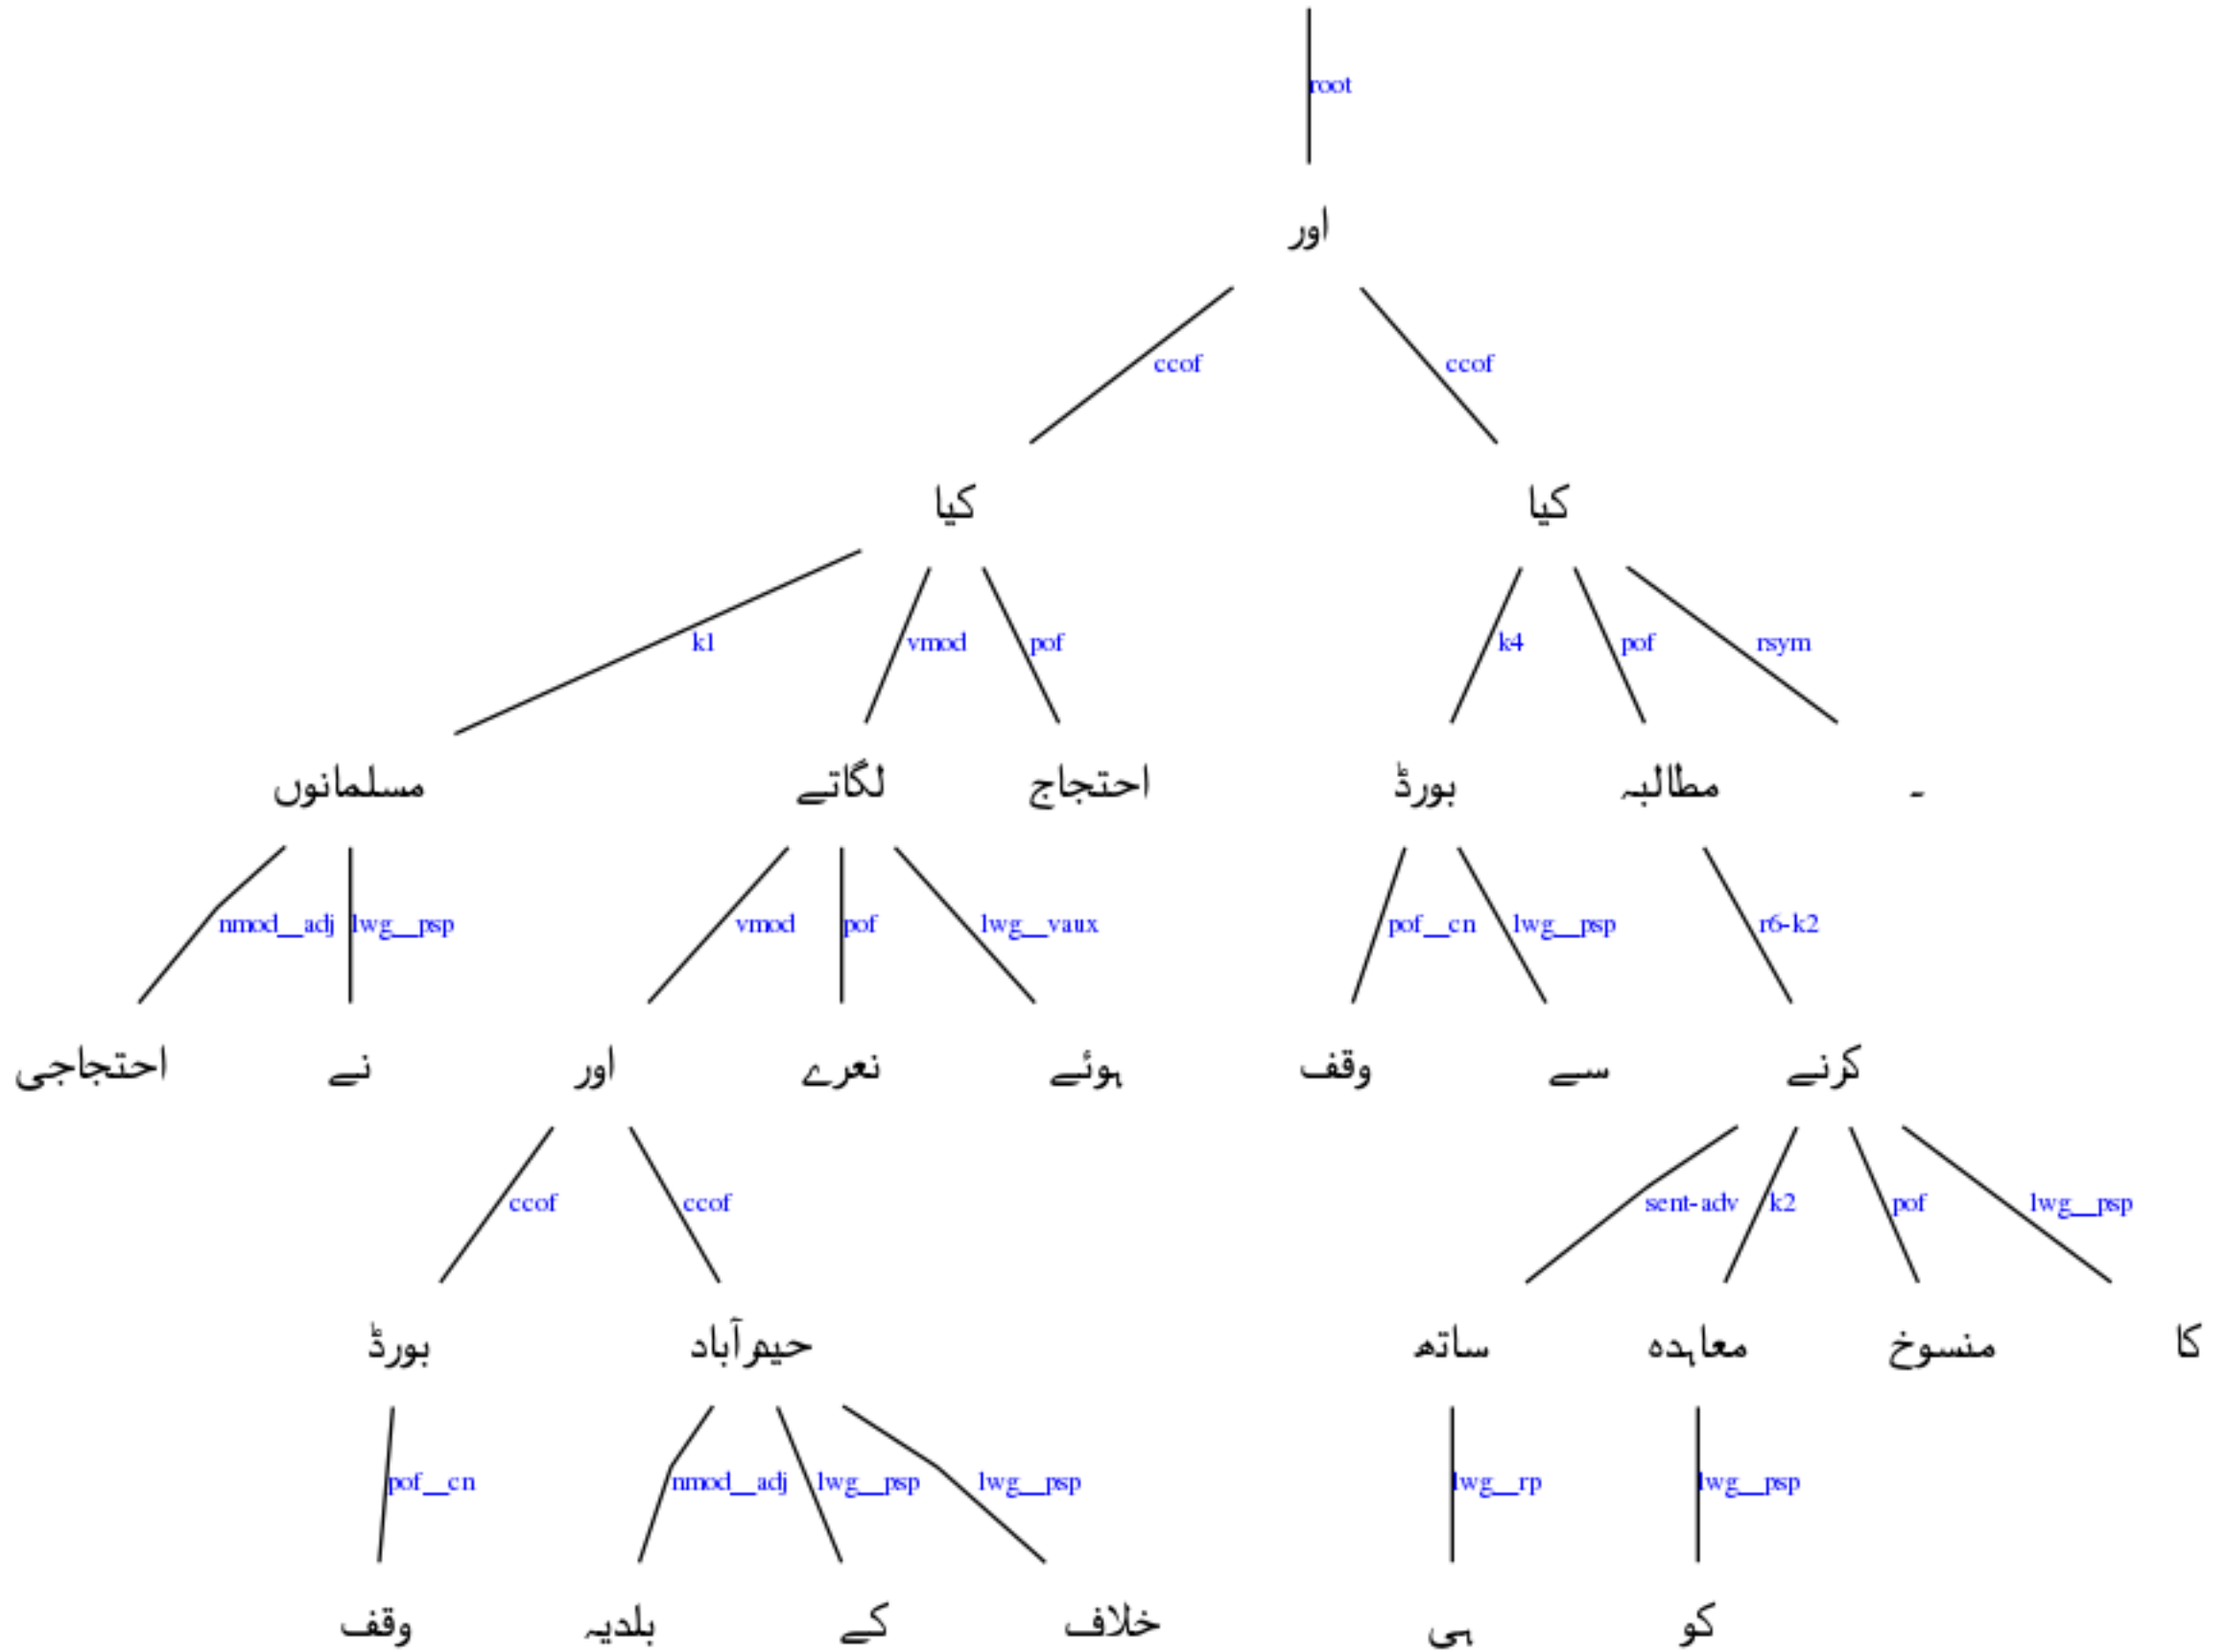 root
اور
ccof ccof
کیا کیا
k1 vmod pof k4 pof rsym
مسلمانوں لگاتے احتجاج بورڈ مطالبہ ۔
nmod__adj lwg__psp vmod pof lwg__vaux pof__cn lwg__psp r6-k2
احتجاجی نے اور نعرے ہوئے وقف سے کرنے
ccof ccof sent-adv k2 pof lwg__psp
بورڈ حیدرآباد ساتھ معاہدہ منسوخ کا
pof__cn nmod__adj lwg__psp lwg__psp lwg__rp lwg__psp
وقف بلدیہ کے خلاف ہی کو